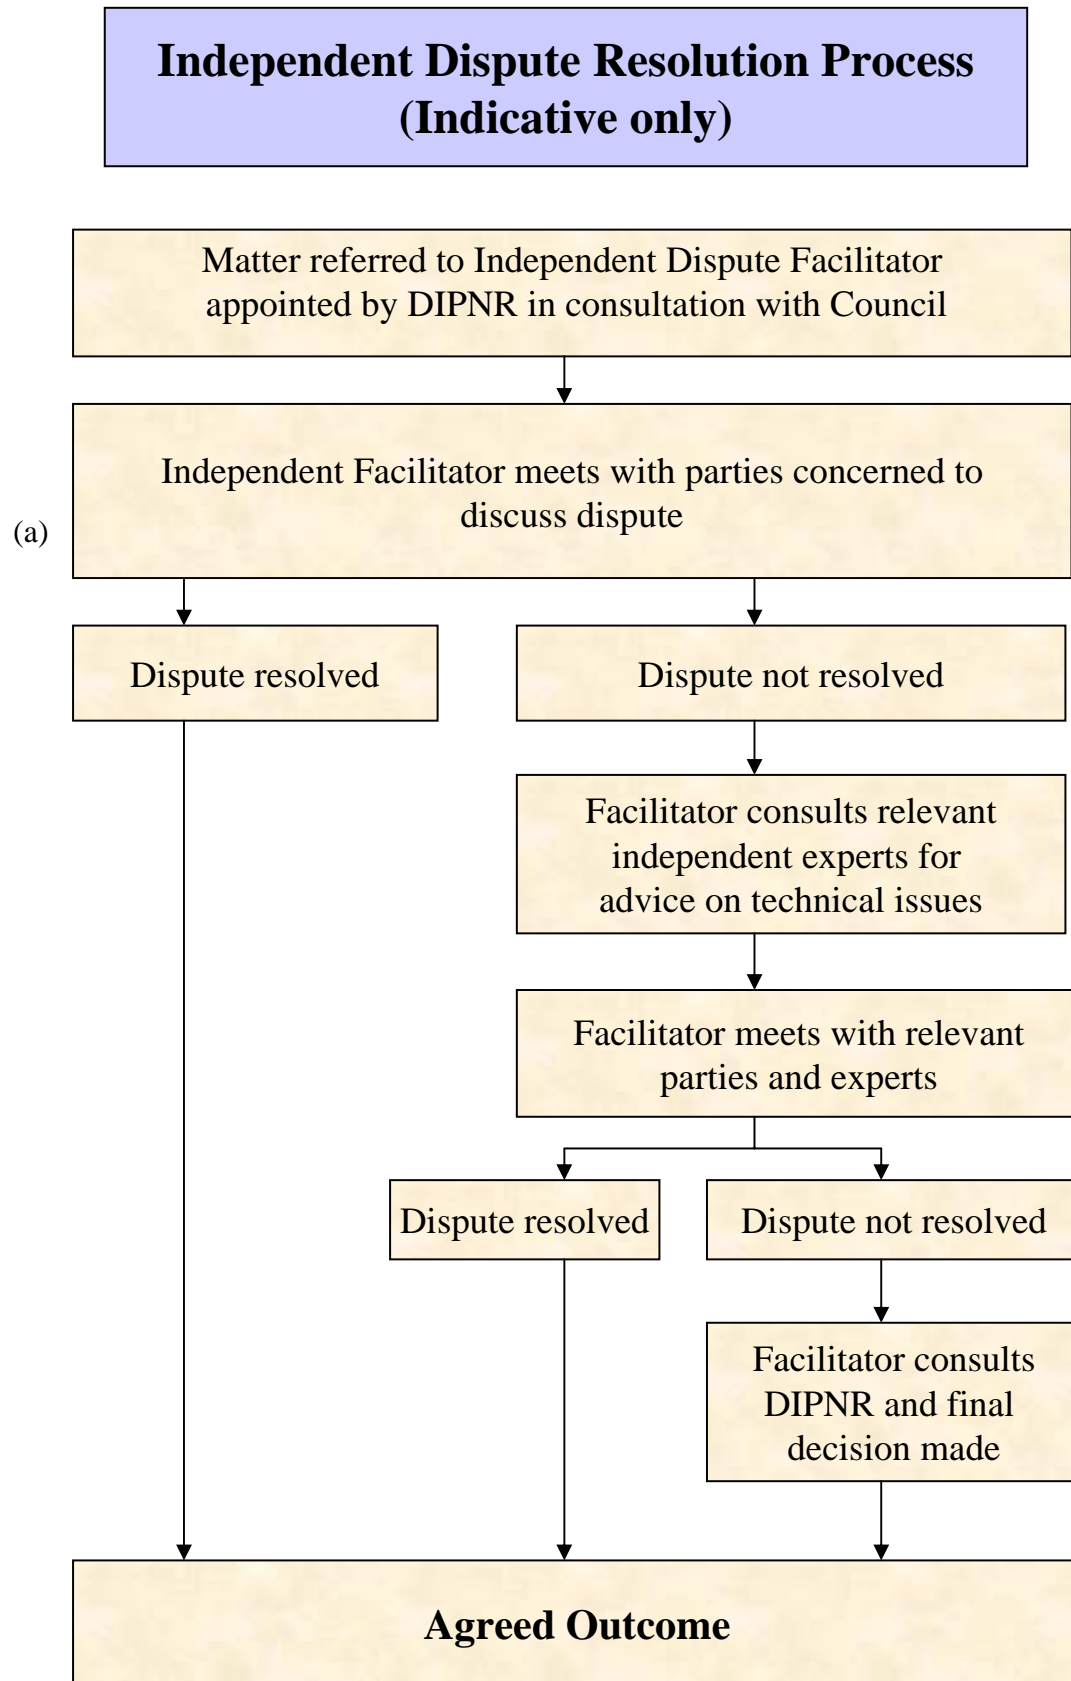 Independent Dispute Resolution Process
(Indicative only)
Matter referred to Independent Dispute Facilitator
appointed by DIPNR in consultation with Council
Independent Facilitator meets with parties concerned to
discuss dispute
(a)
Dispute resolved
Dispute not resolved
Facilitator consults relevant
independent experts for
advice on technical issues
Facilitator meets with relevant
parties and experts
Dispute resolved
Dispute not resolved
Facilitator consults
DIPNR and final
decision made
Agreed Outcome